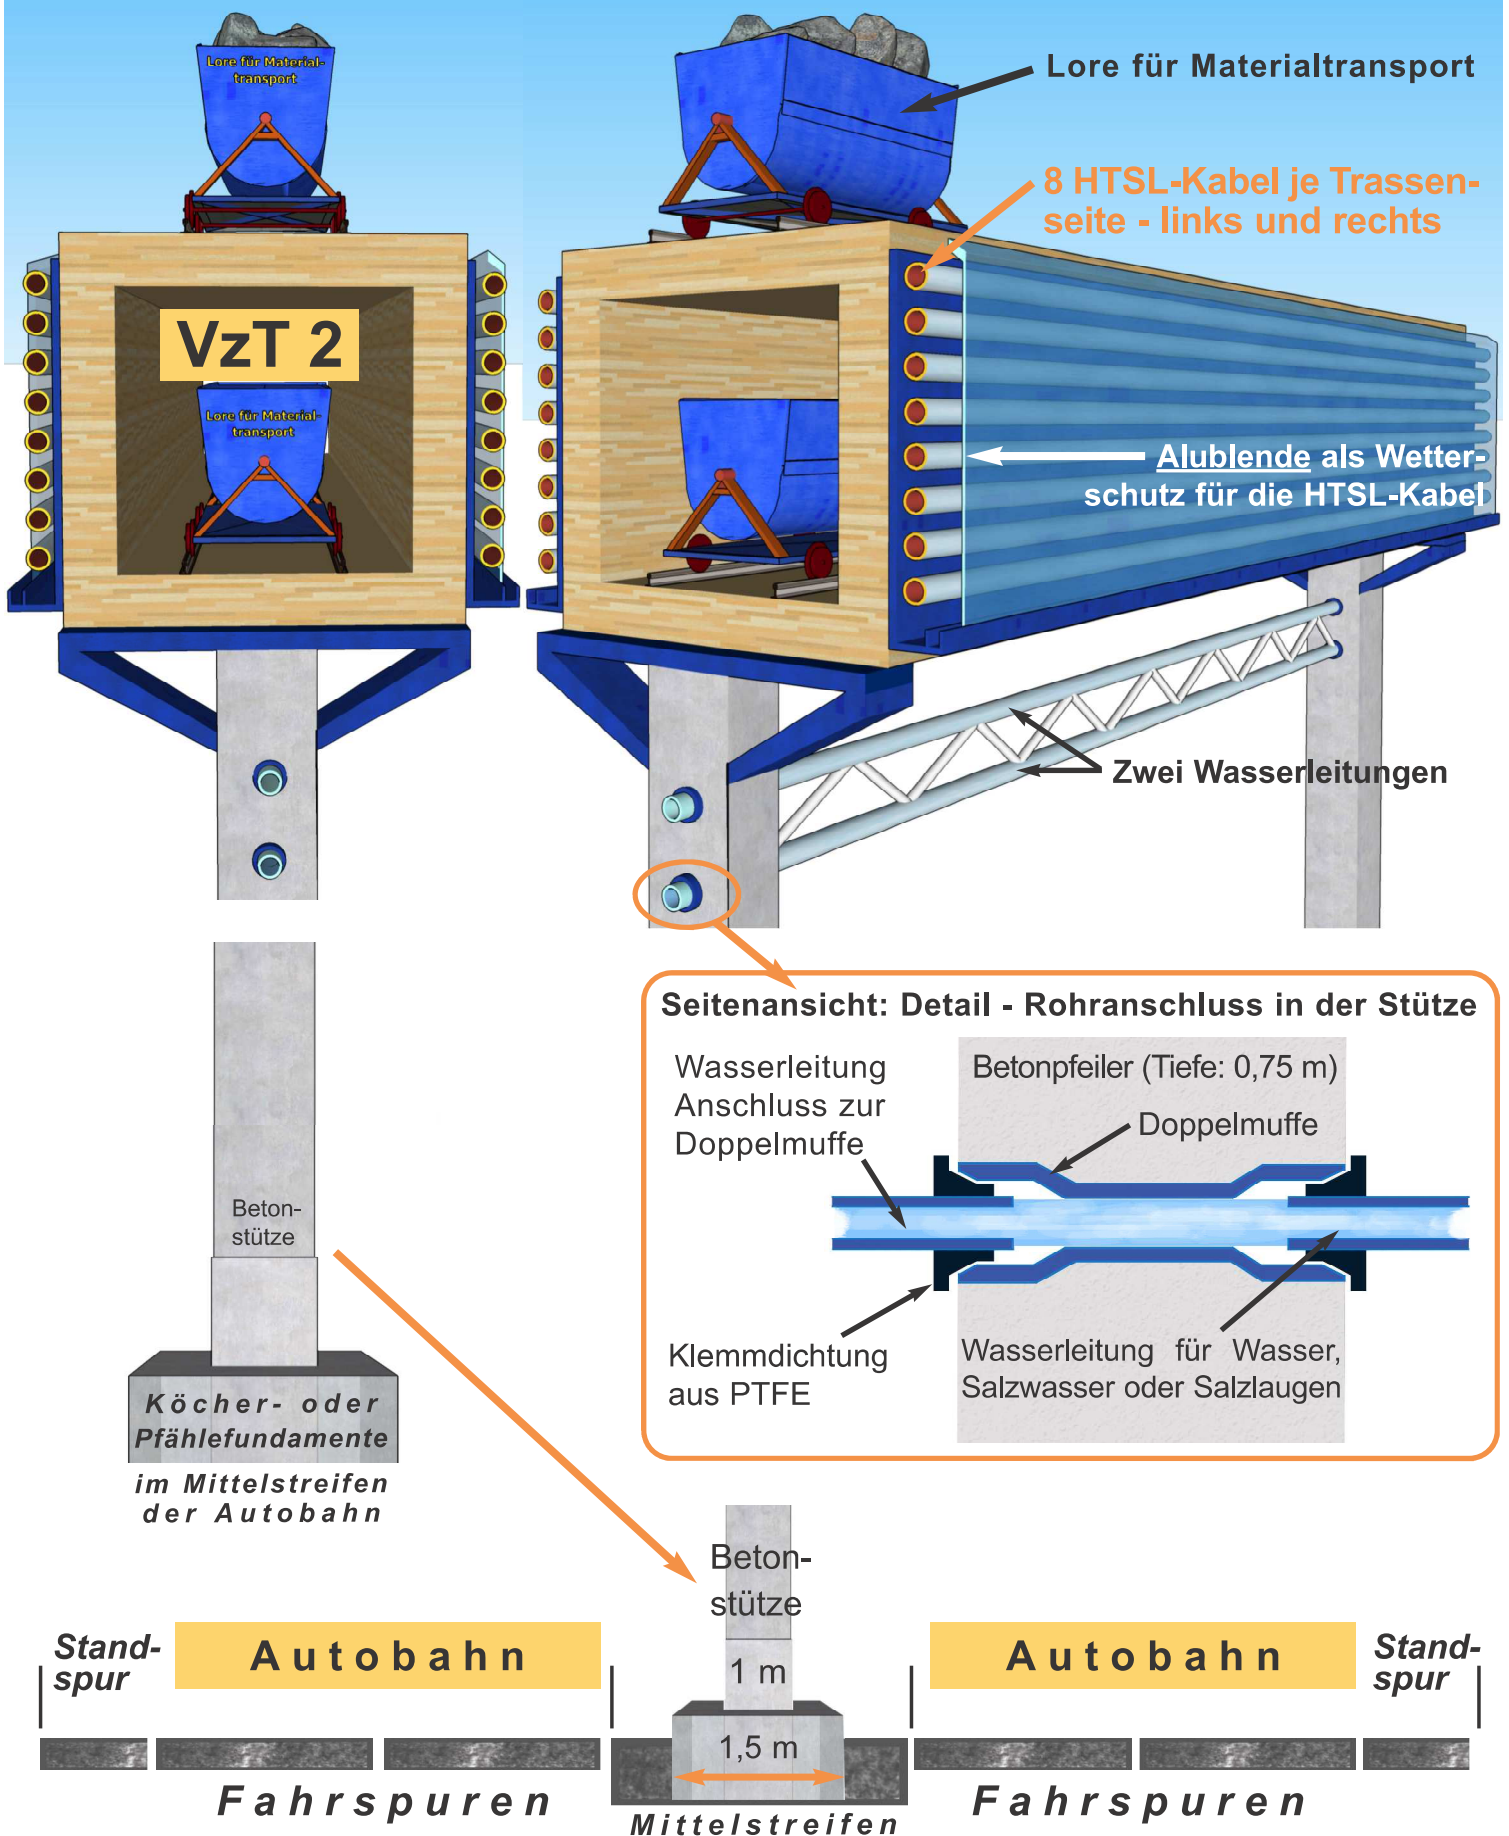 Lore für Material-
transport
Lore für Materialtransport
8 HTSL-Kabel je Trassen-
seite - links und rechts
VzT 2
Lore für Material-
transport
Alublende als Wetter-
schutz für die HTSL-Kabel
Zwei Wasserleitungen
Seitenansicht: Detail - Rohranschluss in der Stütze
Wasserleitung
Anschluss zur
Doppelmuffe
Betonpfeiler (Tiefe: 0,75 m)
Doppelmuffe
Klemmdichtung
aus PTFE
Wasserleitung für Wasser,
Salzwasser oder Salzlaugen
Beton-
stütze
Köcher- oder
Pfählefundamente
im Mittelstreifen
der Autobahn
Beton-
stütze
1 m
1,5 m
Stand-
spur
Autobahn
Autobahn
Stand-
spur
Fahrspuren
Mittelstreifen
Fahrspuren